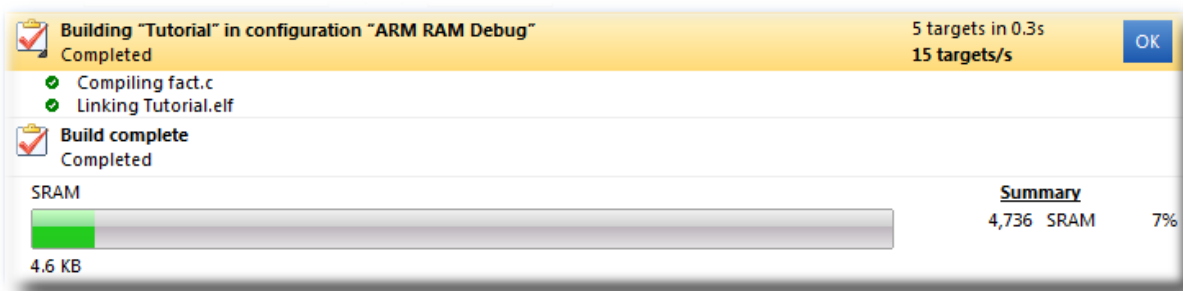 Building “Tutorial” in configuration “ARM RAM Debug” 5 targets in 0.3s
Completed 15 targets/s
OK
Compiling fact.c
Linking Tutorial.elf
Build complete
Completed
SRAM Summary
4,736 SRAM 7%
4.6 KB